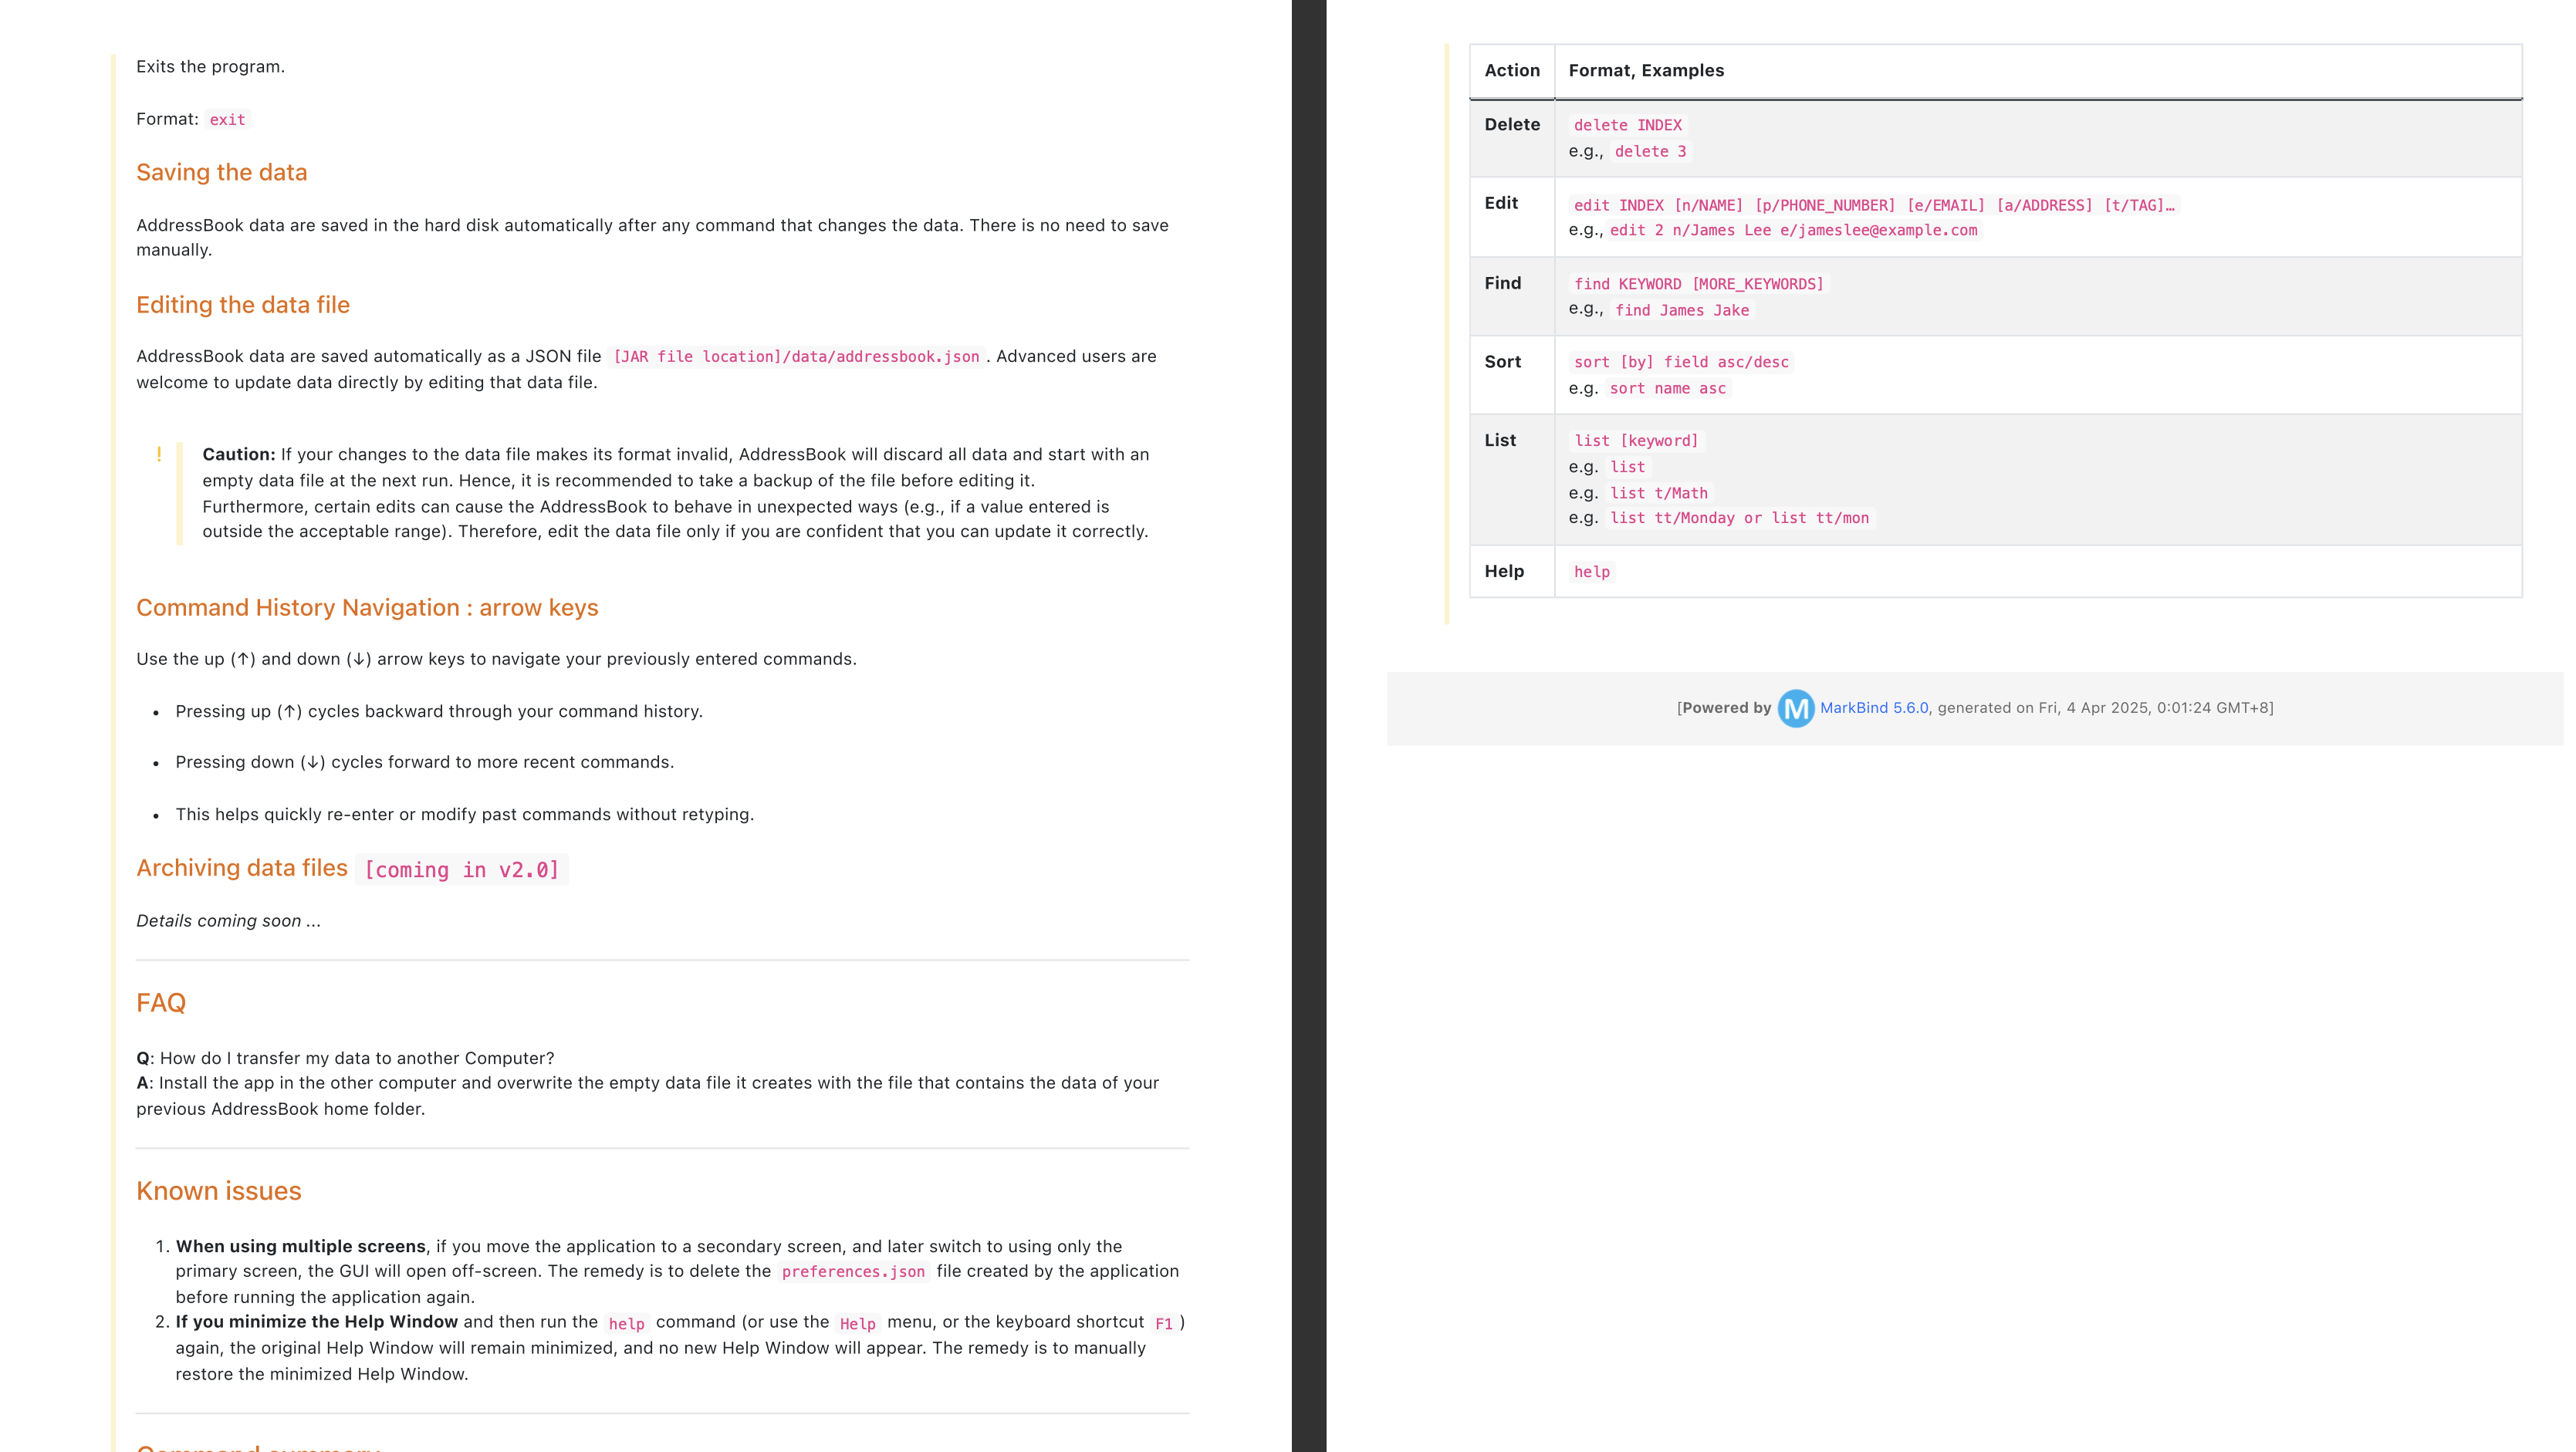 Exits the program.
Format: exit
Saving the data
AddressBook data are saved in the hard disk automatically after any command that changes the data. There is no need to save
manually.
Editing the data file
AddressBook data are saved automatically as a JSON file [JAR file location]/data/addressbook.json. Advanced users are
welcome to update data directly by editing that data file.
! Caution: If your changes to the data file makes its format invalid, AddressBook will discard all data and start with an
empty data file at the next run. Hence, it is recommended to take a backup of the file before editing it.
Furthermore, certain edits can cause the AddressBook to behave in unexpected ways (e.g., if a value entered is
outside the acceptable range). Therefore, edit the data file only if you are confident that you can update it correctly.
Command History Navigation : arrow keys
Use the up (↑) and down (↓) arrow keys to navigate your previously entered commands.
• Pressing up (↑) cycles backward through your command history.
• Pressing down (↓) cycles forward to more recent commands.
• This helps quickly re-enter or modify past commands without retyping.
Archiving data files [coming in v2.0]
Details coming soon ...
FAQ
Q: How do I transfer my data to another Computer?
A: Install the app in the other computer and overwrite the empty data file it creates with the file that contains the data of your
previous AddressBook home folder.
Known issues
1. When using multiple screens, if you move the application to a secondary screen, and later switch to using only the
primary screen, the GUI will open off-screen. The remedy is to delete the preferences.json file created by the application
before running the application again.
2. If you minimize the Help Window and then run the help command (or use the Help menu, or the keyboard shortcut F1)
again, the original Help Window will remain minimized, and no new Help Window will appear. The remedy is to manually
restore the minimized Help Window.
Command summary
Action Format, Examples
Delete delete INDEX
e.g., delete 3
Edit edit INDEX [n/NAME] [p/PHONE_NUMBER] [e/EMAIL] [a/ADDRESS] [t/TAG]…
e.g., edit 2 n/James Lee e/jameslee@example.com
Find find KEYWORD [MORE_KEYWORDS]
e.g., find James Jake
Sort sort [by] field asc/desc
e.g. sort name asc
List list [keyword]
e.g. list
e.g. list t/Math
e.g. list tt/Monday or list tt/mon
Help help
[Powered by M MarkBind 5.6.0, generated on Fri, 4 Apr 2025, 0:01:24 GMT+8]